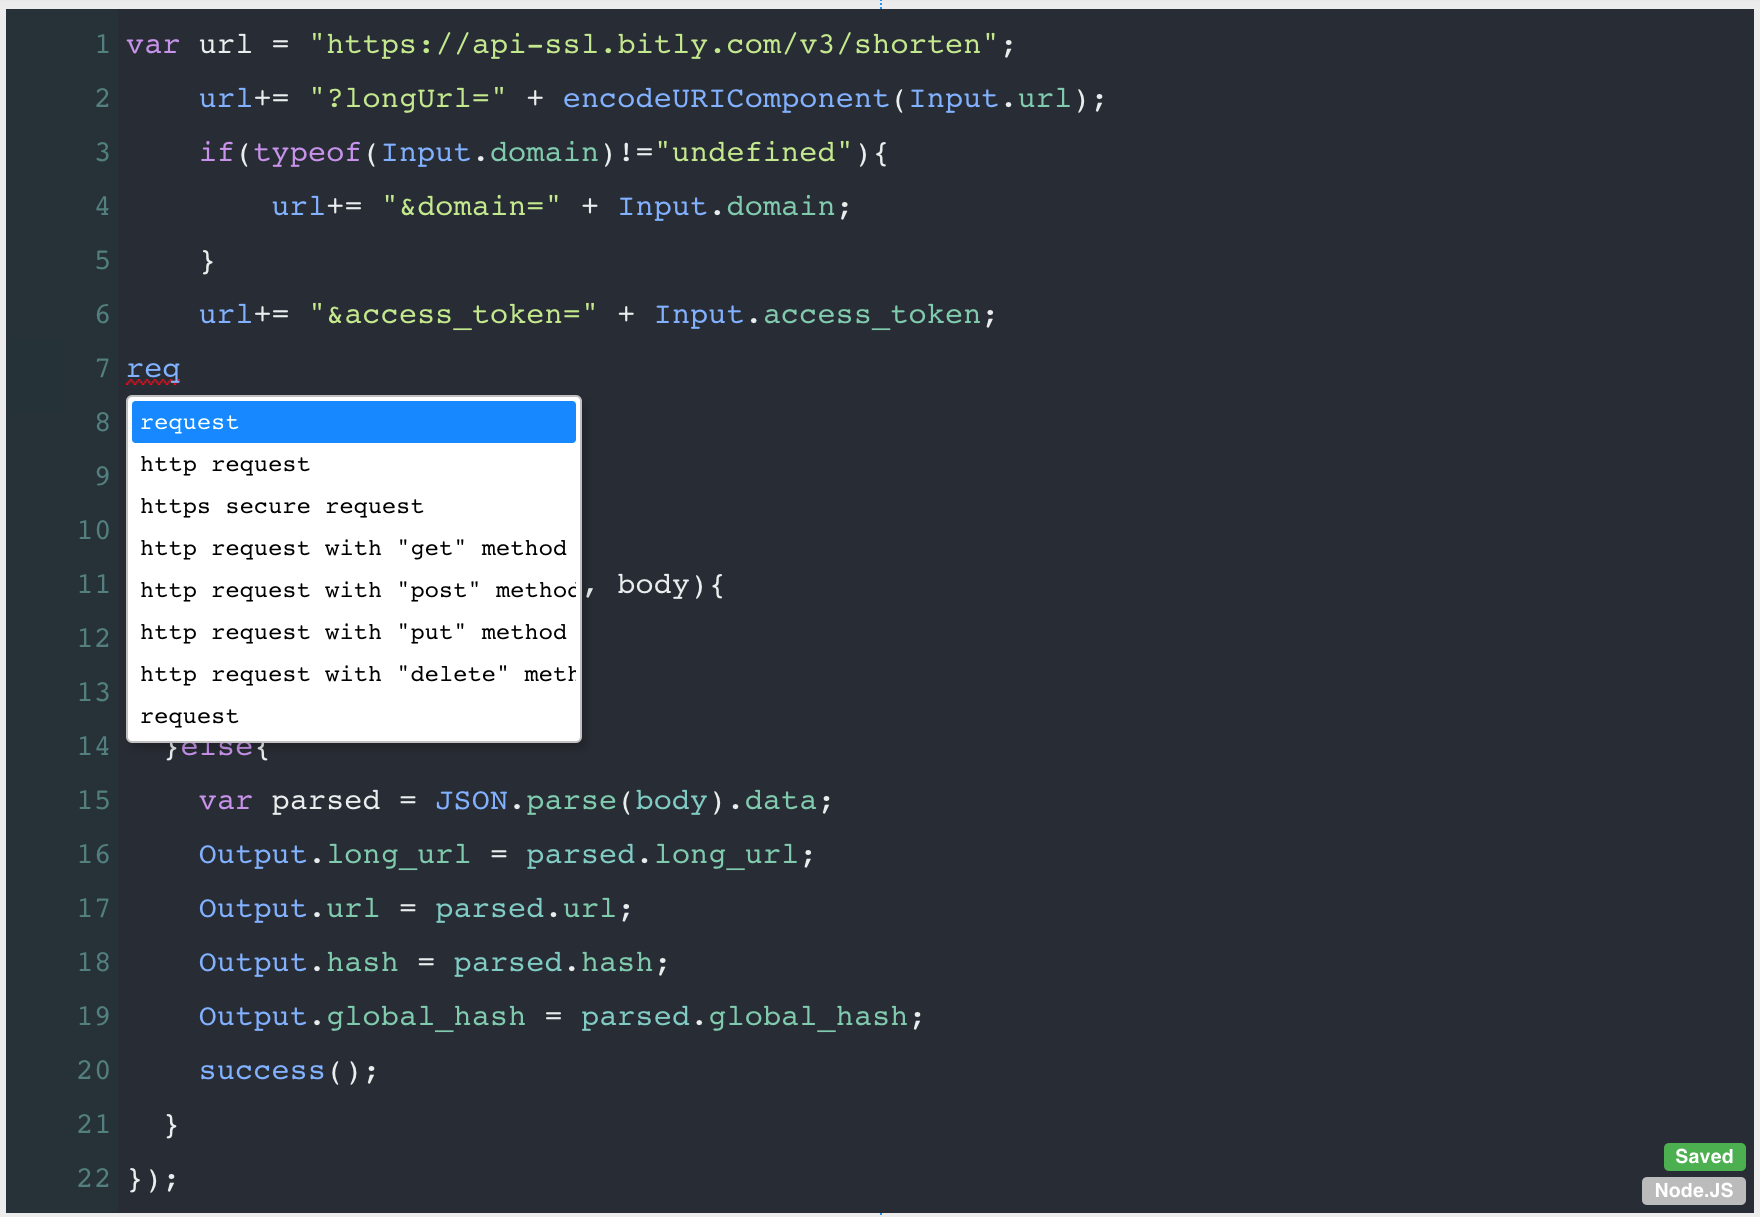 1 var url = "https://api-ssl.bitly.com/v3/shorten";
2 url+= "?longUrl=" + encodeURIComponent(Input.url);
3 if(typeof(Input.domain)!="undefined"){
4 url+= "&domain=" + Input.domain;
5 }
6 url+= "&access_token=" + Input.access_token;
7 req
8 request
http request
9
https secure request
10 http request with "get" method
11 , body){
http request with "post" method
12 http request with "put" method
13 http request with "delete" meth
request
14 }else{
15 var parsed = JSON.parse(body).data;
16 Output.long_url = parsed.long_url;
17 Output.url = parsed.url;
18 Output.hash = parsed.hash;
19 Output.global_hash = parsed.global_hash;
20 success();
21 }
22 });
Saved
Node.JS